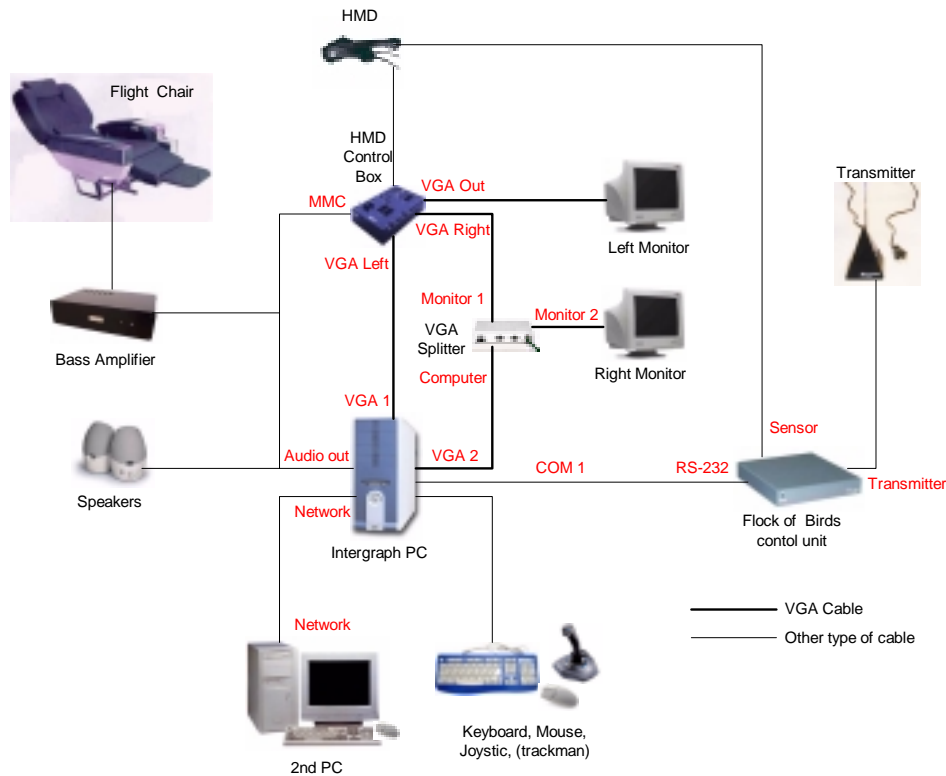 HMD
Flight  Chair
HMD
Control
Box
Transmitter
VGA Out
MMC
VGA Right
Left Monitor
VGA Left
Monitor 1
Monitor 2
VGA
Splitter
Bass Amplifier
Right Monitor
Computer
VGA 1
Sensor
Audio out
VGA 2
COM 1
RS-232
Transmitter
Speakers
Network
Flock of  Birds
contol unit
Intergraph PC
VGA Cable
Network
Other type of cable
Keyboard, Mouse,
Joystic, (trackman)
2nd PC